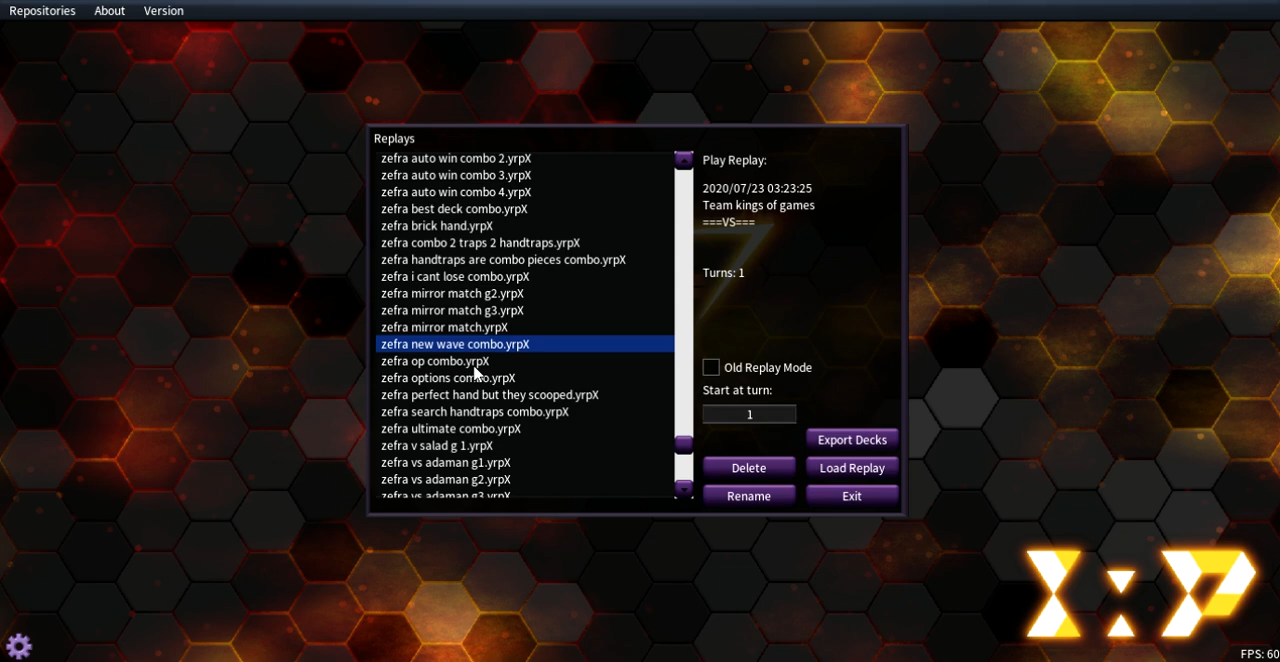 Repositories About Version
Replays
zefra auto win combo 2.yrpX
zefra auto win combo 3.yrpX
zefra auto win combo 4.yrpX
zefra best deck combo.yrpX
zefra brick hand.yrpX
zefra combo 2 traps 2 handtraps.yrpX
zefra handtraps are combo pieces combo.yrpX
zefra i cant lose combo.yrpX
zefra mirror match g2.yrpX
zefra mirror match g3.yrpX
zefra mirror match.yrpX
zefra new wave combo.yrpX
zefra op combo.yrpX
zefra options combo.yrpX
zefra perfect hand but they scooped.yrpX
zefra search handtraps combo.yrpX
zefra ultimate combo.yrpX
zefra v salad g 1.yrpX
zefra vs adaman g1.yrpX
zefra vs adaman g2.yrpX
zefra vs adaman g3.yrpX
Play Replay:
2020/07/23 03:23:25
Team kings of games
===VS===
Turns: 1
Old Replay Mode
Start at turn:
1
Export Decks
Delete Load Replay
Rename Exit
FPS: 60